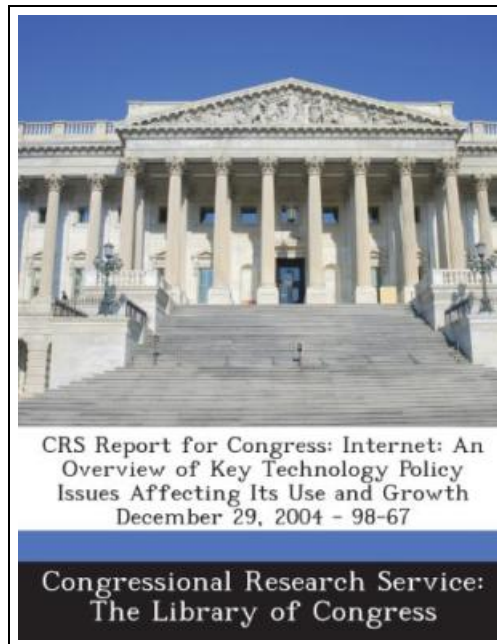 CRS Report for Congress: Internet: An
Overview of Key Technology Policy
Issues Affecting Its Use and Growth
December 29, 2004 - 98-67
Congressional Research Service:
The Library of Congress